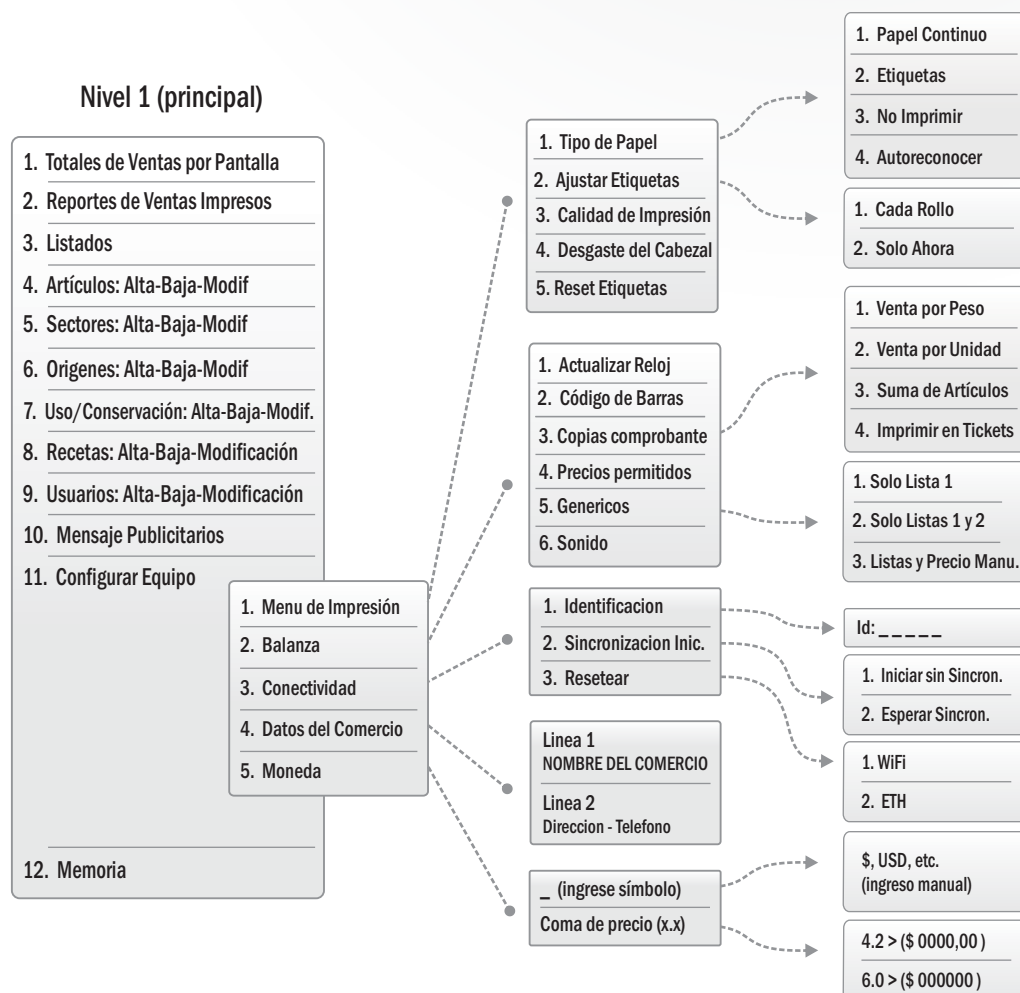 Nivel 1 (principal)
1. Totales de Ventas por Pantalla
2. Reportes de Ventas Impresos
3. Listados
4. Artículos: Alta-Baja-Modif
5. Sectores: Alta-Baja-Modif
6. Origenes: Alta-Baja-Modif
7. Uso/Conservación: Alta-Baja-Modif.
8. Recetas: Alta-Baja-Modificación
9. Usuarios: Alta-Baja-Modificación
10. Mensaje Publicitarios
11. Configurar Equipo
12. Memoria
1. Menu de Impresión
2. Balanza
3. Conectividad
4. Datos del Comercio
5. Moneda
1. Tipo de Papel
2. Ajustar Etiquetas
3. Calidad de Impresión
4. Desgaste del Cabezal
5. Reset Etiquetas
1. Actualizar Reloj
2. Código de Barras
3. Copias comprobante
4. Precios permitidos
5. Genericos
6. Sonido
1. Identificacion
2. Sincronizacion Inic.
3. Resetear
Linea 1
NOMBRE DEL COMERCIO
Linea 2
Direccion - Telefono
_ (ingrese símbolo)
Coma de precio (x.x)
1. Papel Continuo
2. Etiquetas
3. No Imprimir
4. Autoreconocer
1. Cada Rollo
2. Solo Ahora
1. Venta por Peso
2. Venta por Unidad
3. Suma de Artículos
4. Imprimir en Tickets
1. Solo Lista 1
2. Solo Listas 1 y 2
3. Listas y Precio Manu.
Id: _ _ _ _ _
1. Iniciar sin Sincron.
2. Esperar Sincron.
1. WiFi
2. ETH
$, USD, etc.
(ingreso manual)
4.2 > ($ 0000,00 )
6.0 > ($ 000000 )